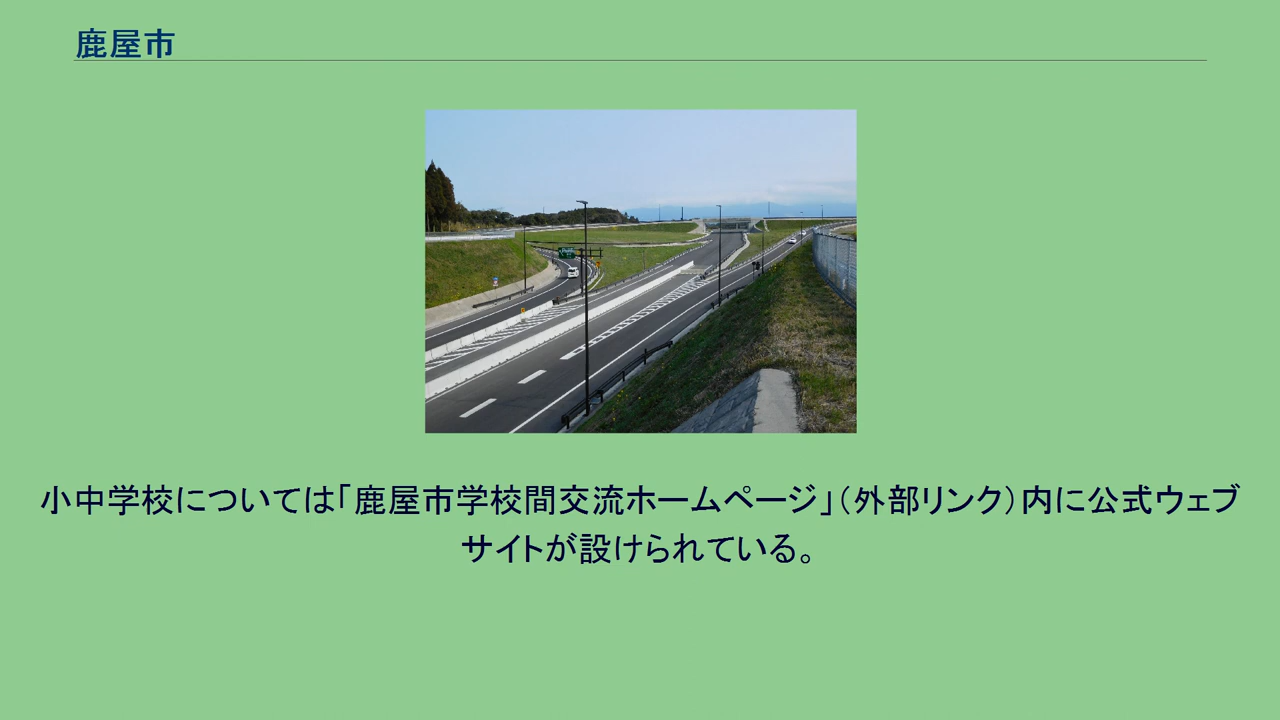 鹿屋市
小中学校については「鹿屋市学校間交流ホームページ」（外部リンク）内に公式ウェブ
サイトが設けられている。